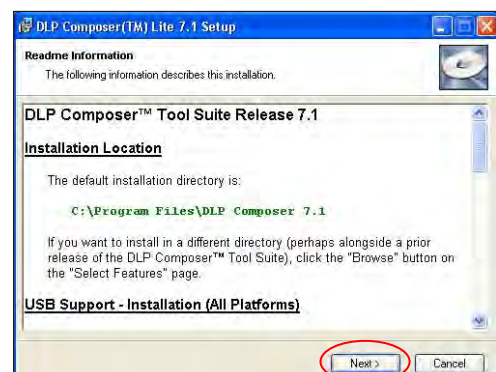 DLP Composer(TM) Lite 7.1 Setup
Readme Information
The following information describes this installation.
DLP Composer™ Tool Suite Release 7.1
Installation Location
The default installation directory is:
C:\Program Files\DLP Composer 7.1
If you want to install in a different directory (perhaps alongside a prior
release of the DLP Composer™ Tool Suite), click the "Browse" button on
the "Select Features" page.
USB Support - Installation (All Platforms)
Next >
Cancel